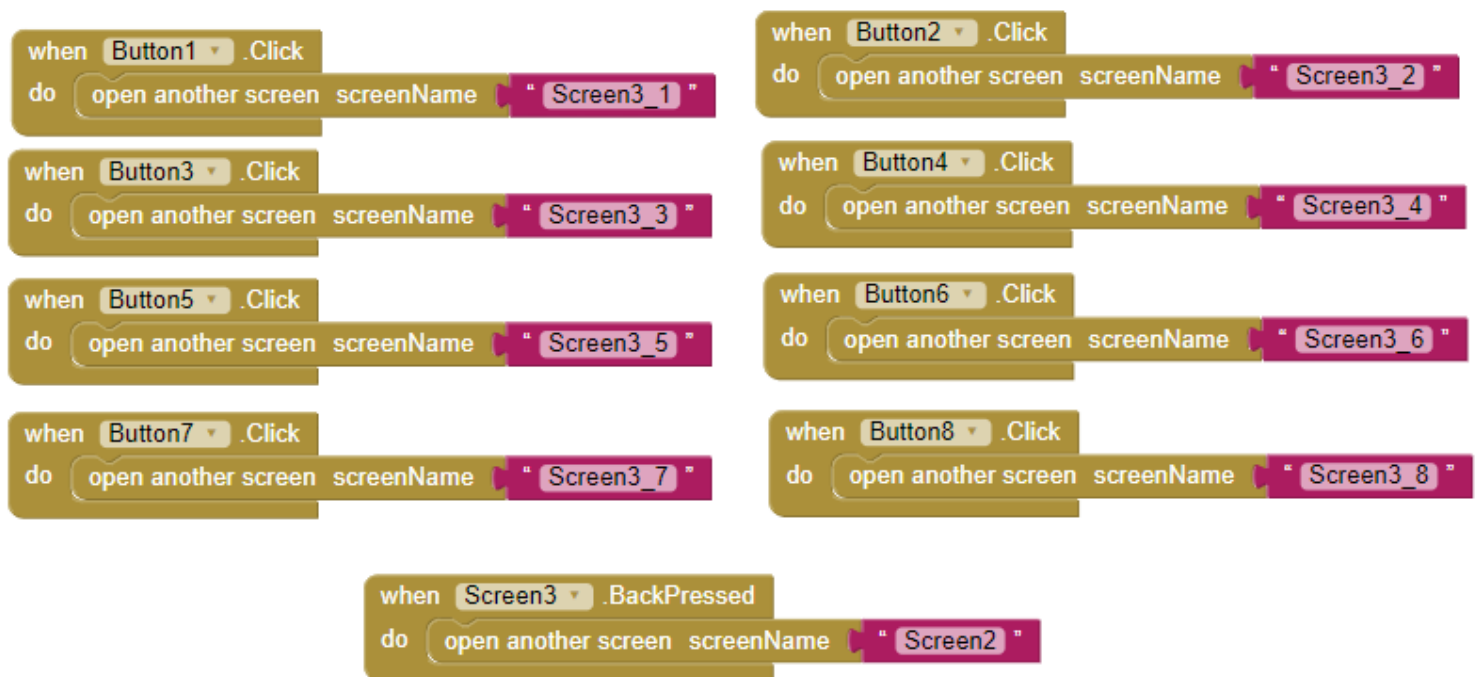 when Button1 .Click
do open another screen screenName " Screen3_1 "
when Button2 .Click
do open another screen screenName " Screen3_2 "
when Button3 .Click
do open another screen screenName " Screen3_3 "
when Button4 .Click
do open another screen screenName " Screen3_4 "
when Button5 .Click
do open another screen screenName " Screen3_5 "
when Button6 .Click
do open another screen screenName " Screen3_6 "
when Button7 .Click
do open another screen screenName " Screen3_7 "
when Button8 .Click
do open another screen screenName " Screen3_8 "
when Screen3 .BackPressed
do open another screen screenName " Screen2 "